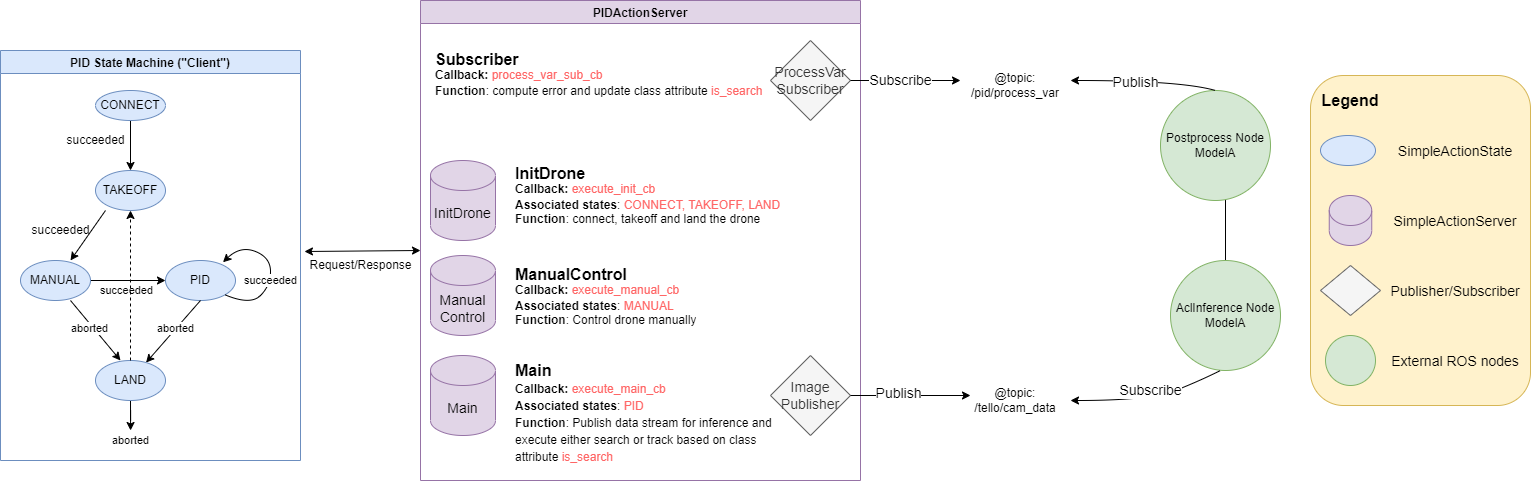 PID State Machine ("Client")
CONNECT
succeeded
TAKEOFF
succeeded
MANUAL
succeeded
PID
succeeded
aborted
aborted
LAND
aborted
Request/Response
PIDActionServer
Subscriber
Callback: process_var_sub_cb
Function: compute error and update class attribute is_search
ProcessVar
Subscriber
InitDrone
InitDrone
Callback: execute_init_cb
Associated states: CONNECT, TAKEOFF, LAND
Function: connect, takeoff and land the drone
Manual
Control
ManualControl
Callback: execute_manual_cb
Associated states: MANUAL
Function: Control drone manually
Main
Main
Callback: execute_main_cb
Associated states: PID
Function: Publish data stream for inference and
execute either search or track based on class
attribute is_search
Image
Publisher
Subscribe
@topic:
/pid/process_var
Publish
Postprocess Node
ModelA
AclInference Node
ModelA
Publish
@topic:
/tello/cam_data
Subscribe
Legend
SimpleActionState
SimpleActionServer
Publisher/Subscriber
External ROS nodes